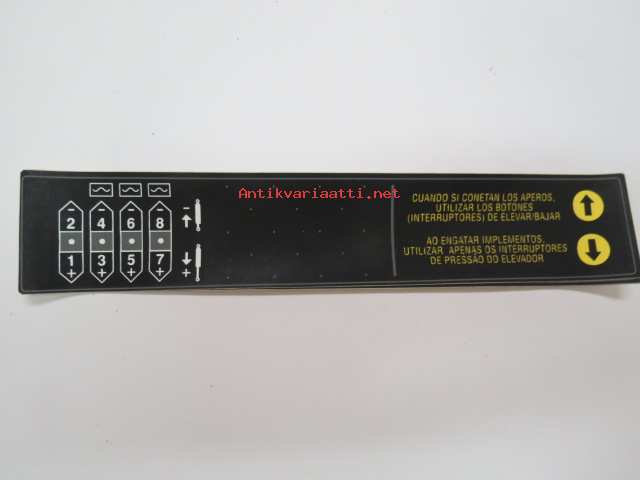 Antikvariaatti.net
- - - - -
2 4 6 8
1 3 5 7
+ + + + +
CUANDO SI CONETAN LOS APEROS,
UTILIZAR LOS BOTONES
(INTERRUPTORES) DE ELEVAR/BAJAR
AO ENGATAR IMPLEMENTOS,
UTILIZAR, APENAS OS INTERRUPTORES
DE PRESSÃO DO ELEVADOR